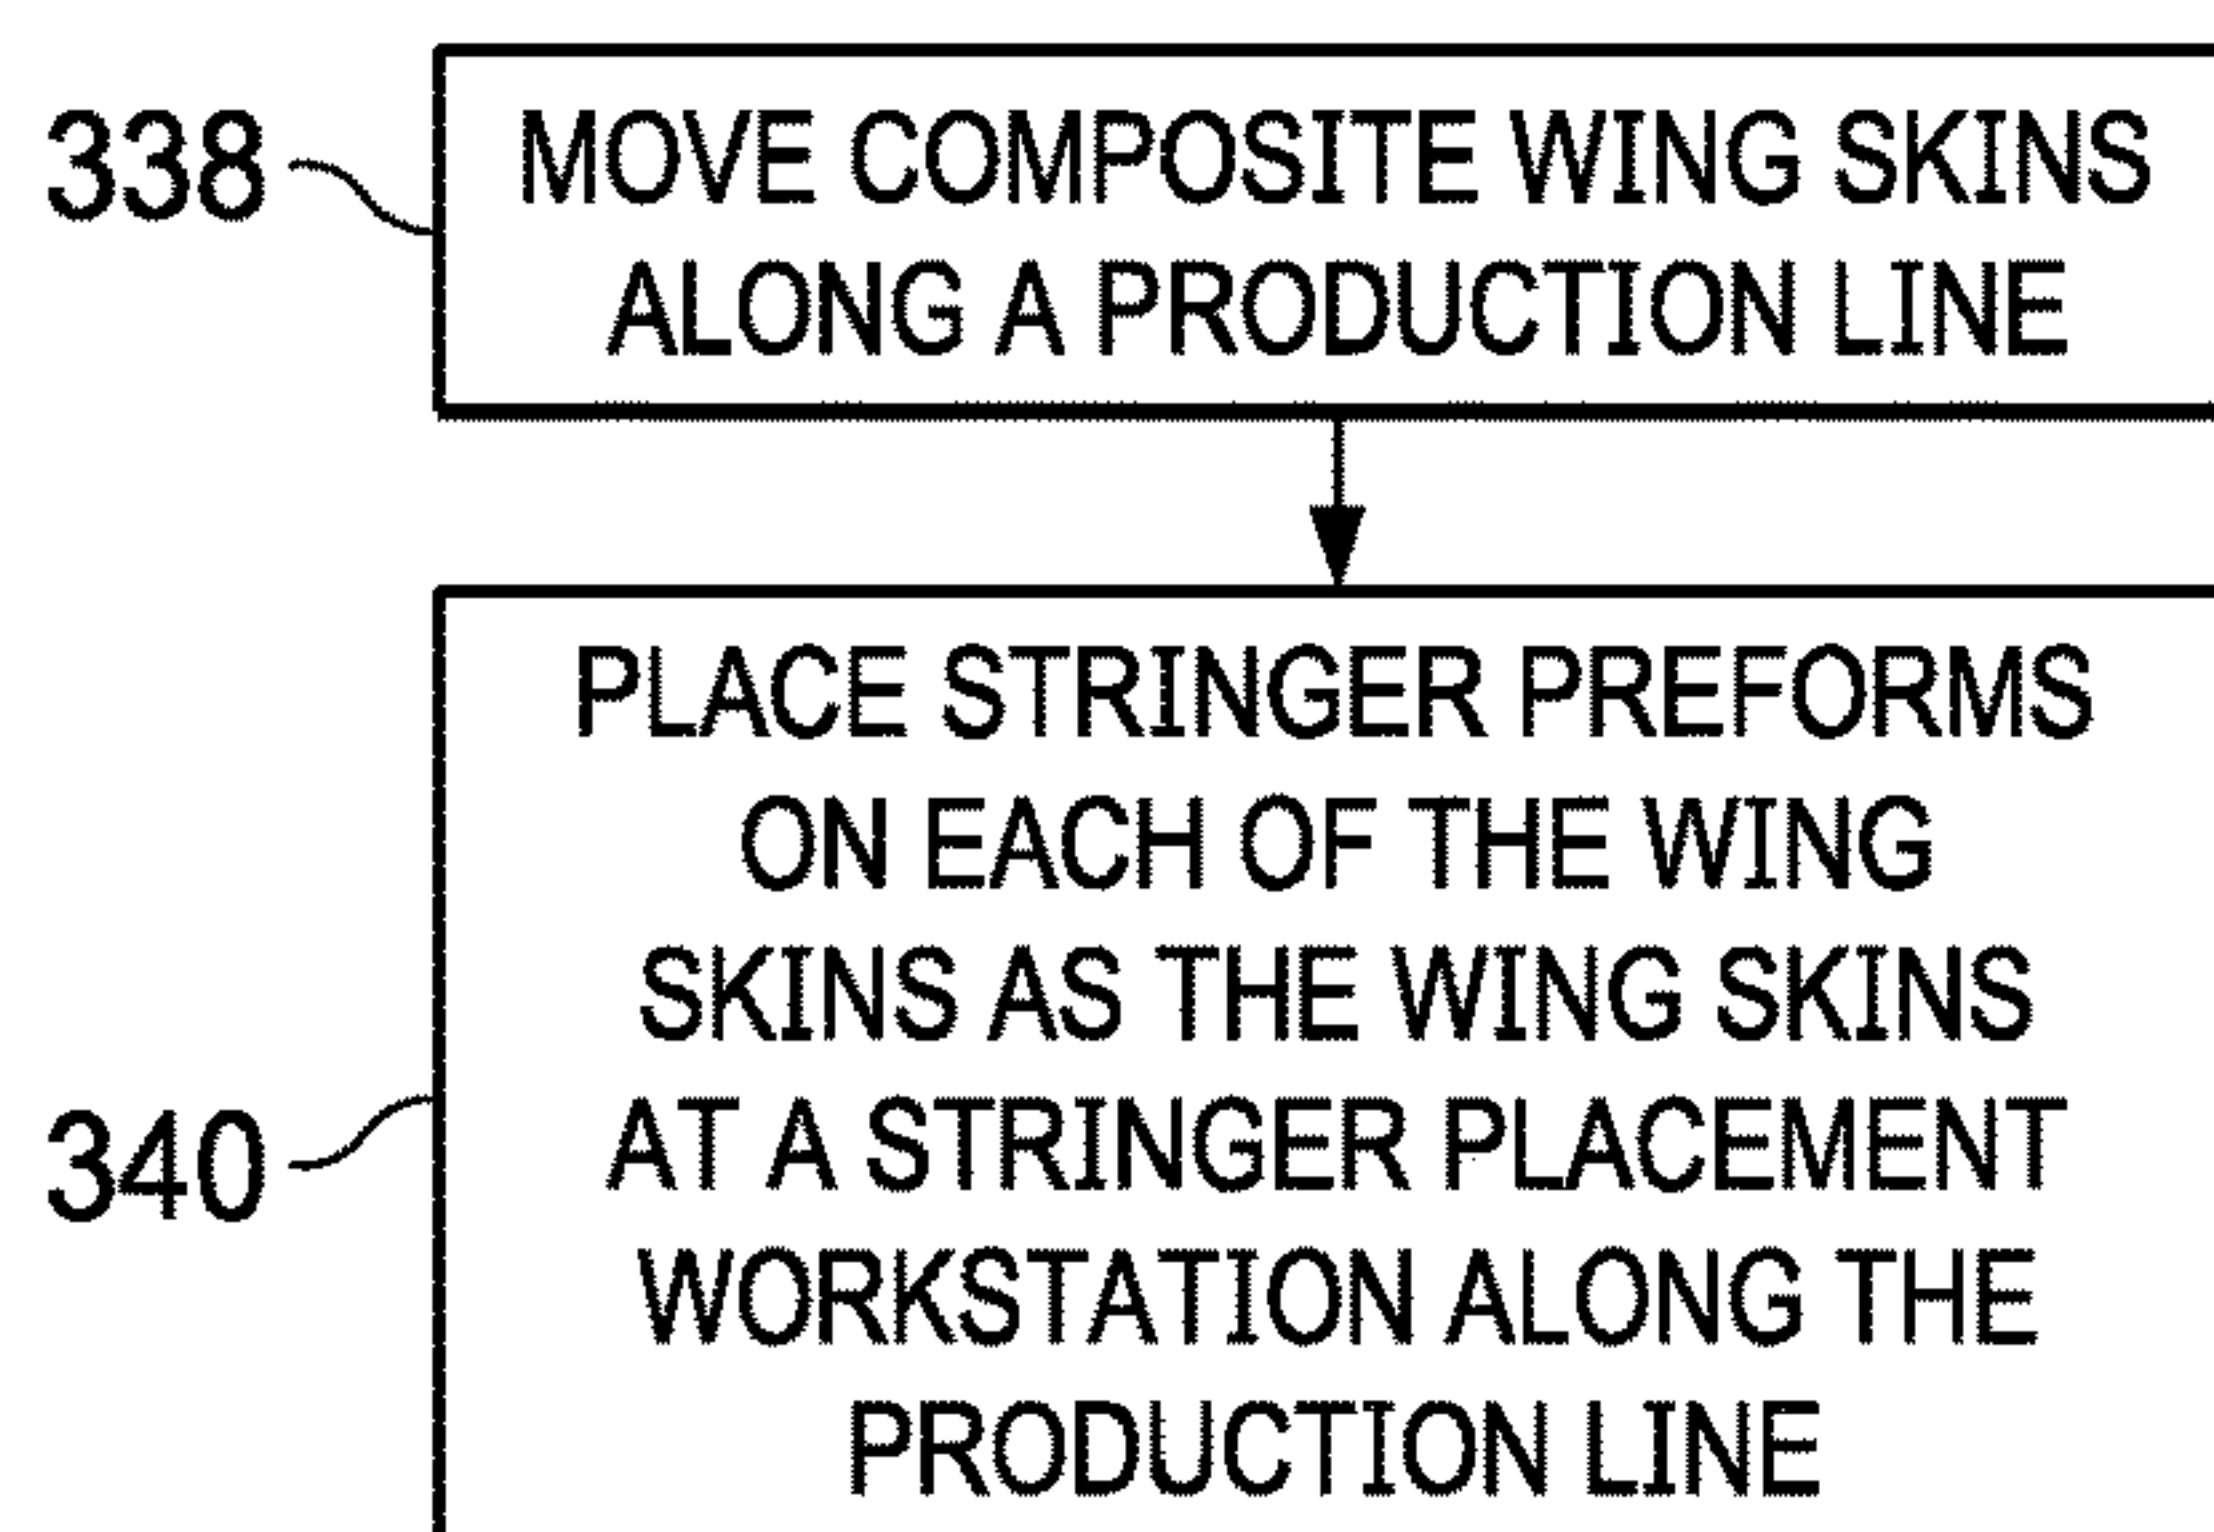 338
MOVE COMPOSITE WING SKINS
ALONG A PRODUCTION LINE
340
PLACE STRINGER PREFORMS
ON EACH OF THE WING
SKINS AS THE WING SKINS
AT A STRINGER PLACEMENT
WORKSTATION ALONG THE
PRODUCTION LINE